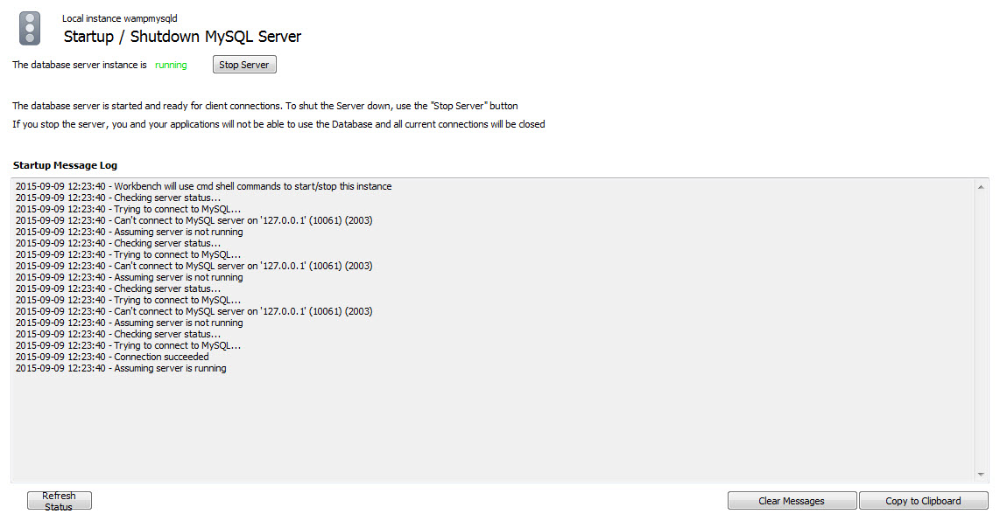 Local instance wampmysqld
Startup / Shutdown MySQL Server
The database server instance is running Stop Server
The database server is started and ready for client connections. To shut the Server down, use the "Stop Server" button
If you stop the server, you and your applications will not be able to use the Database and all current connections will be closed
Startup Message Log
2015-09-09 12:23:40 - Workbench will use cmd shell commands to start/stop this instance
2015-09-09 12:23:40 - Checking server status...
2015-09-09 12:23:40 - Trying to connect to MySQL...
2015-09-09 12:23:40 - Can't connect to MySQL server on '127.0.0.1' (10061) (2003)
2015-09-09 12:23:40 - Assuming server is not running
2015-09-09 12:23:40 - Checking server status...
2015-09-09 12:23:40 - Trying to connect to MySQL...
2015-09-09 12:23:40 - Can't connect to MySQL server on '127.0.0.1' (10061) (2003)
2015-09-09 12:23:40 - Assuming server is not running
2015-09-09 12:23:40 - Checking server status...
2015-09-09 12:23:40 - Trying to connect to MySQL...
2015-09-09 12:23:40 - Can't connect to MySQL server on '127.0.0.1' (10061) (2003)
2015-09-09 12:23:40 - Assuming server is not running
2015-09-09 12:23:40 - Checking server status...
2015-09-09 12:23:40 - Trying to connect to MySQL...
2015-09-09 12:23:40 - Connection succeeded
2015-09-09 12:23:40 - Assuming server is running
Refresh
Status
Clear Messages
Copy to Clipboard